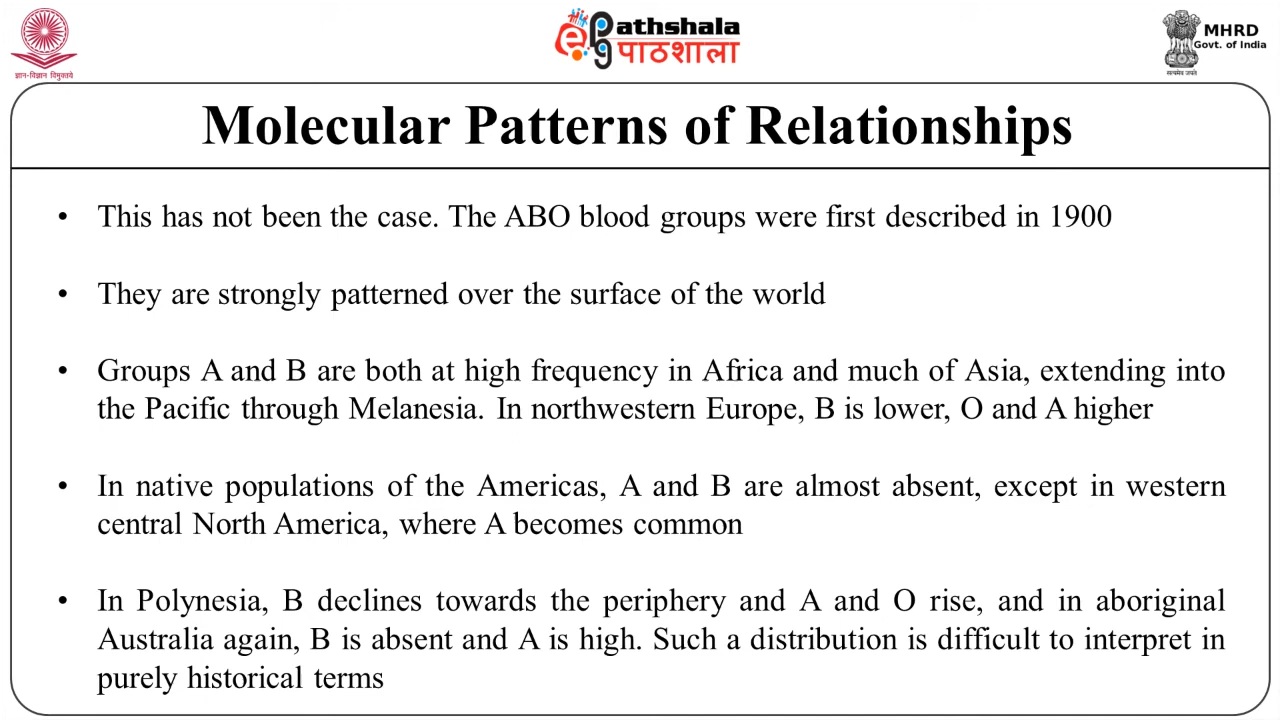 ज्ञान-विज्ञान विमुक्तये
ePg Pathshala
पाठशाला
MHRD
Govt. of India
सत्यमेव जयते
Molecular Patterns of Relationships
• This has not been the case. The ABO blood groups were first described in 1900
• They are strongly patterned over the surface of the world
• Groups A and B are both at high frequency in Africa and much of Asia, extending into
the Pacific through Melanesia. In northwestern Europe, B is lower, O and A higher
• In native populations of the Americas, A and B are almost absent, except in western
central North America, where A becomes common
• In Polynesia, B declines towards the periphery and A and O rise, and in aboriginal
Australia again, B is absent and A is high. Such a distribution is difficult to interpret in
purely historical terms